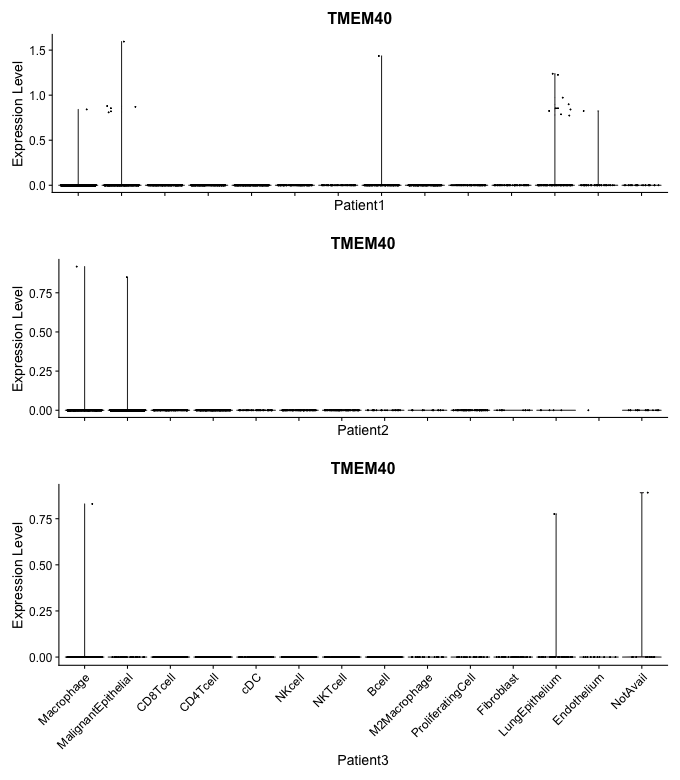 TMEM40
Expression Level
1.5
1.0
0.5
0.0
Patient1
TMEM40
Expression Level
0.75
0.50
0.25
0.00
Patient2
TMEM40
Expression Level
0.75
0.50
0.25
0.00
Macrophage
MalignantEpithelial
CD8Tcell
CD4Tcell
cDC
NKcell
NKTcell
Bcell
M2Macrophage
ProliferatingCell
Fibroblast
LungEpithelium
Endothelium
NotAvail
Patient3